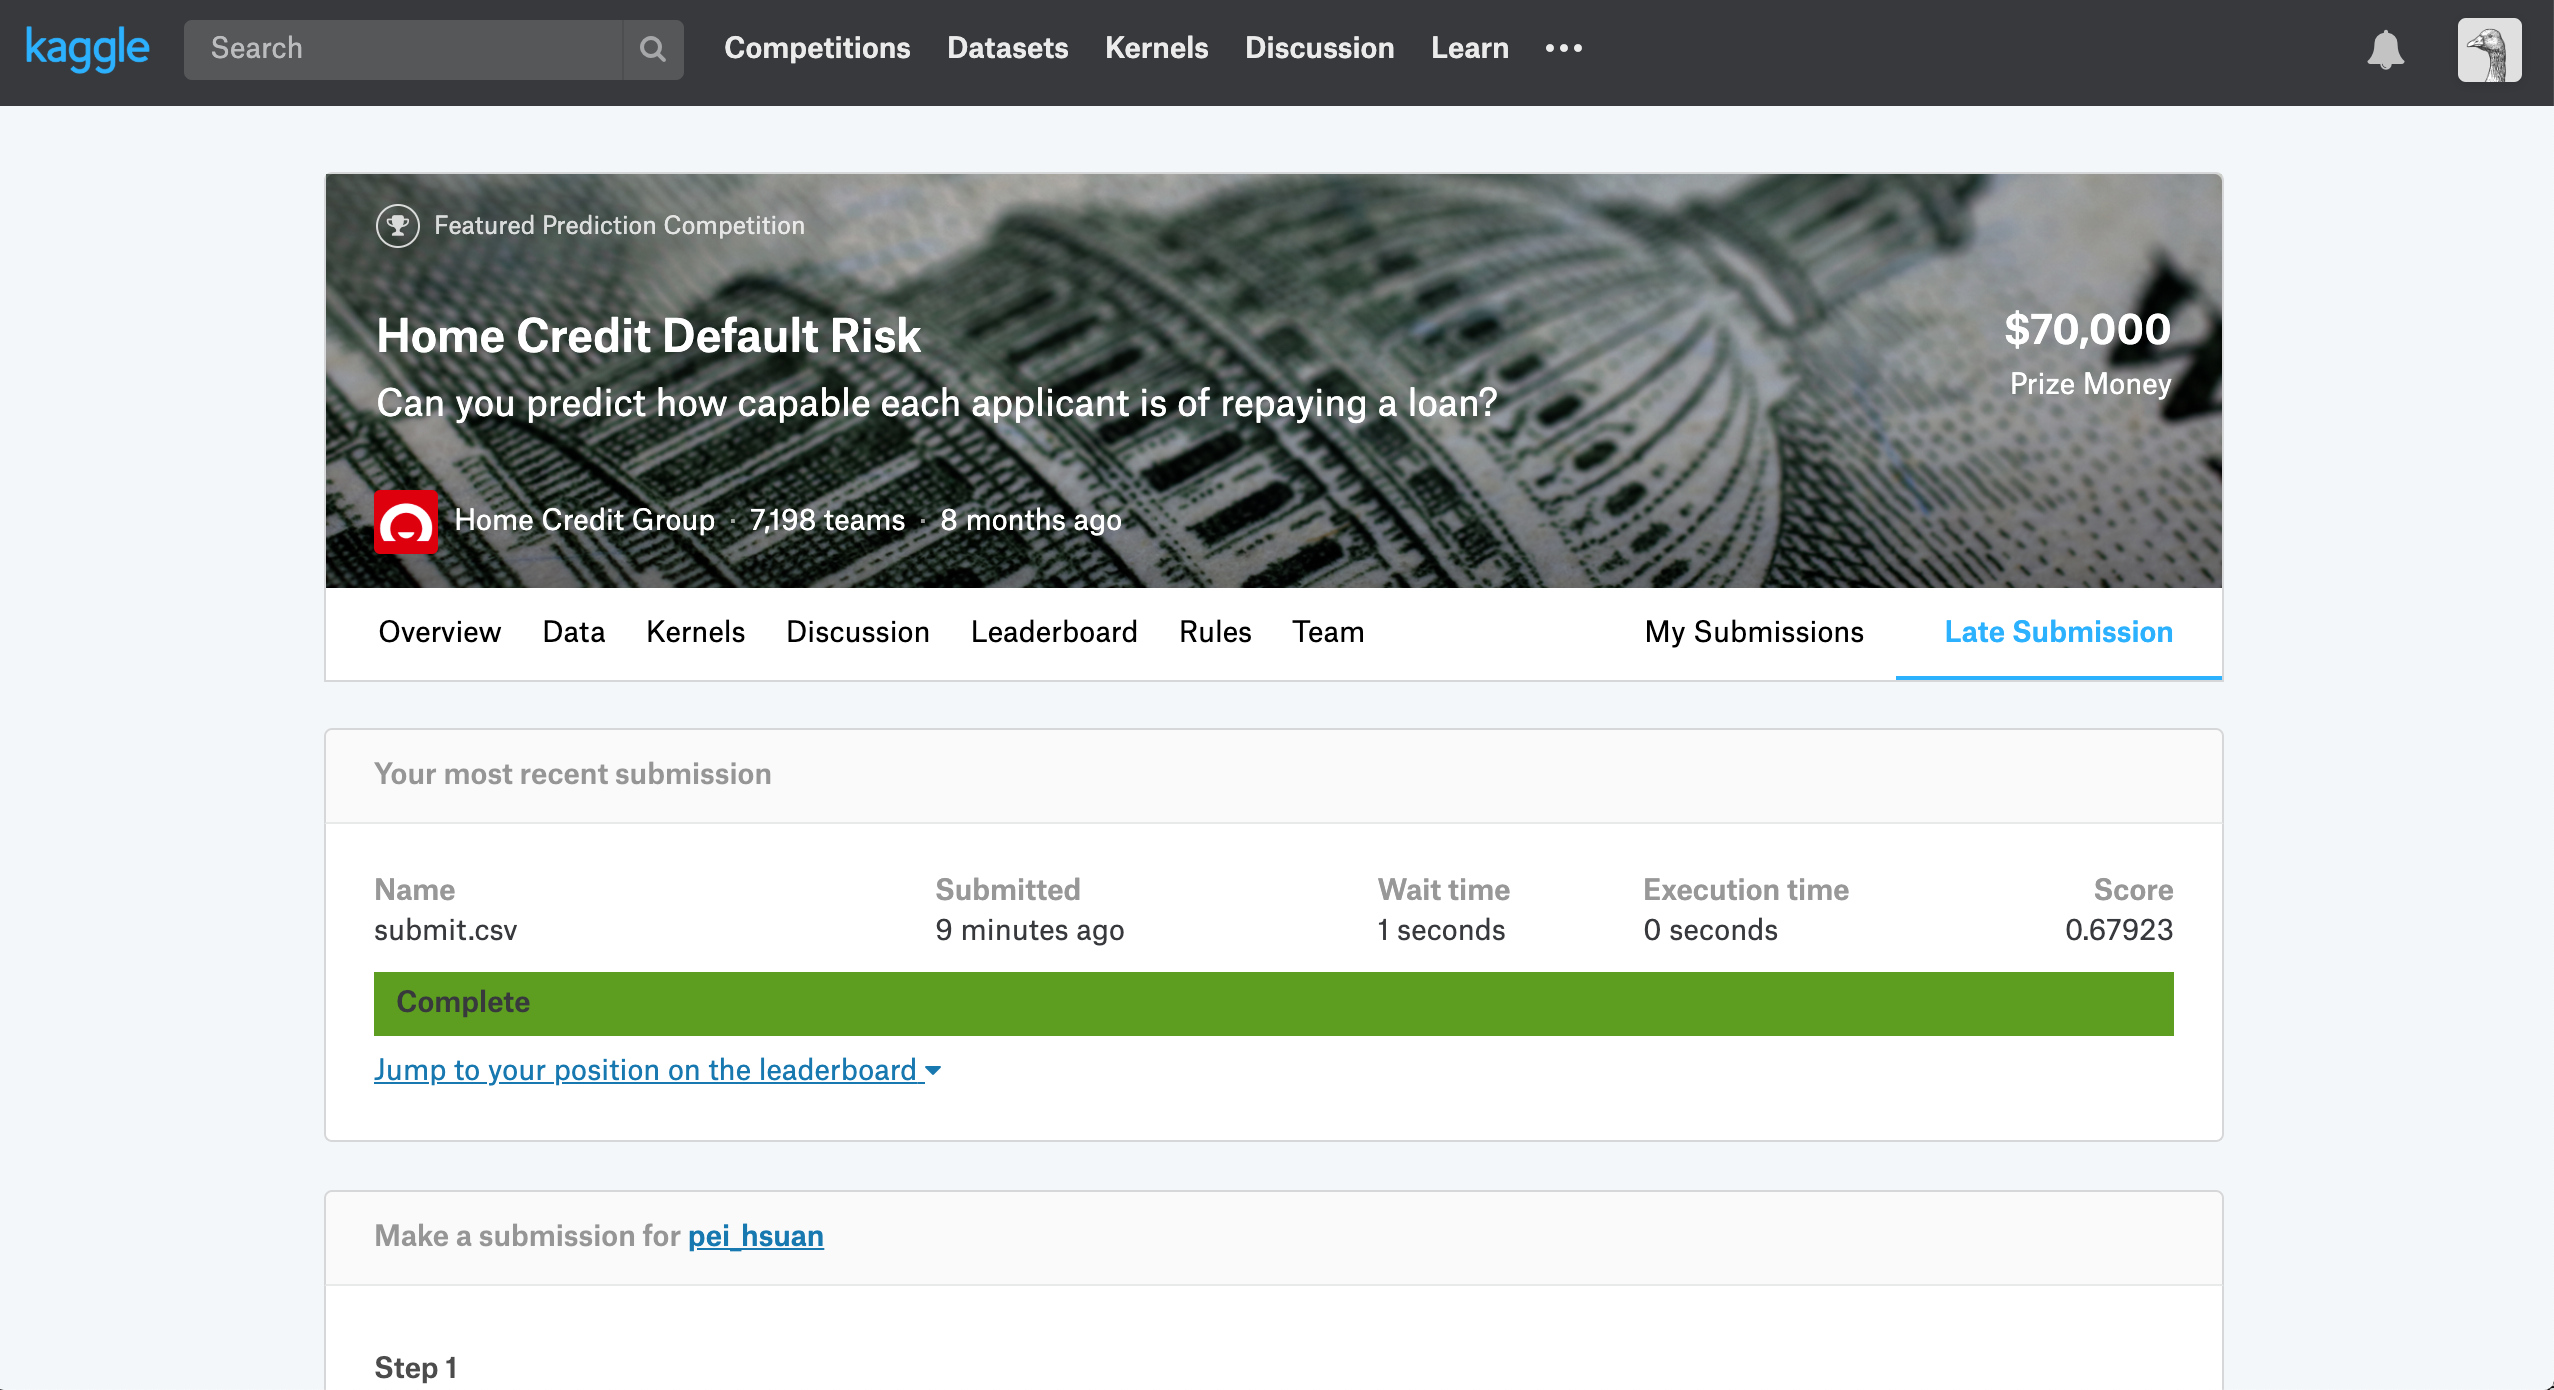 kaggle Search Competitions Datasets Kernels Discussion Learn •••
Featured Prediction Competition
Home Credit Default Risk
Can you predict how capable each applicant is of repaying a loan?
$70,000
Prize Money
Home Credit Group · 7,198 teams · 8 months ago
Overview Data Kernels Discussion Leaderboard Rules Team My Submissions Late Submission
Your most recent submission
Name Submitted Wait time Execution time Score
submit.csv 9 minutes ago 1 seconds 0 seconds 0.67923
Complete
Jump to your position on the leaderboard
Make a submission for pei_hsuan
Step 1